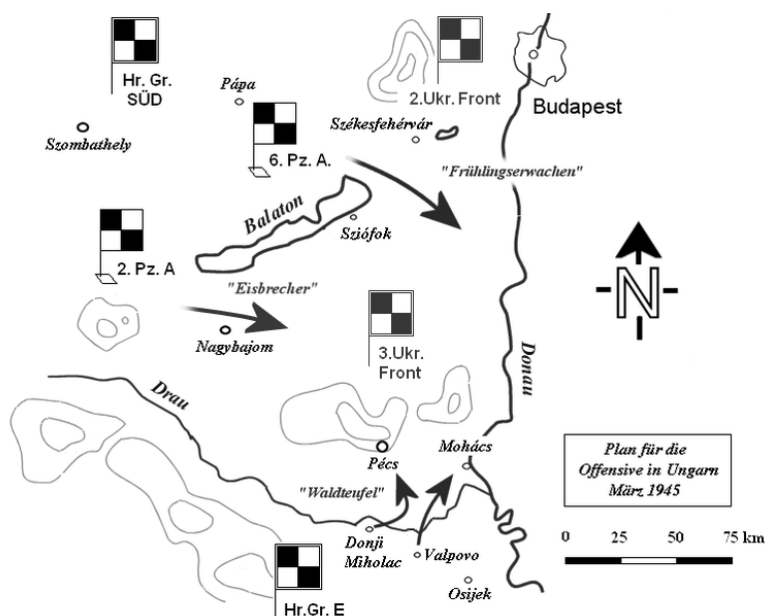 Hr. Gr.
SÜD
Pápa
2.Ukr. Front
Budapest
Székesfehérvár
Szombathely
6. Pz. A.
"Frühlingserwachen"
Balaton
Sziófok
2. Pz. A
"Eisbrecher"
N
Nagybajom
3.Ukr.
Front
Donau
Drau
Mohács
Pécs
Plan für die
Offensive in Ungarn
März 1945
"Waldteufel"
Donji
Miholac
Valpovo
0 25 50 75 km
Osijek
Hr.Gr. E